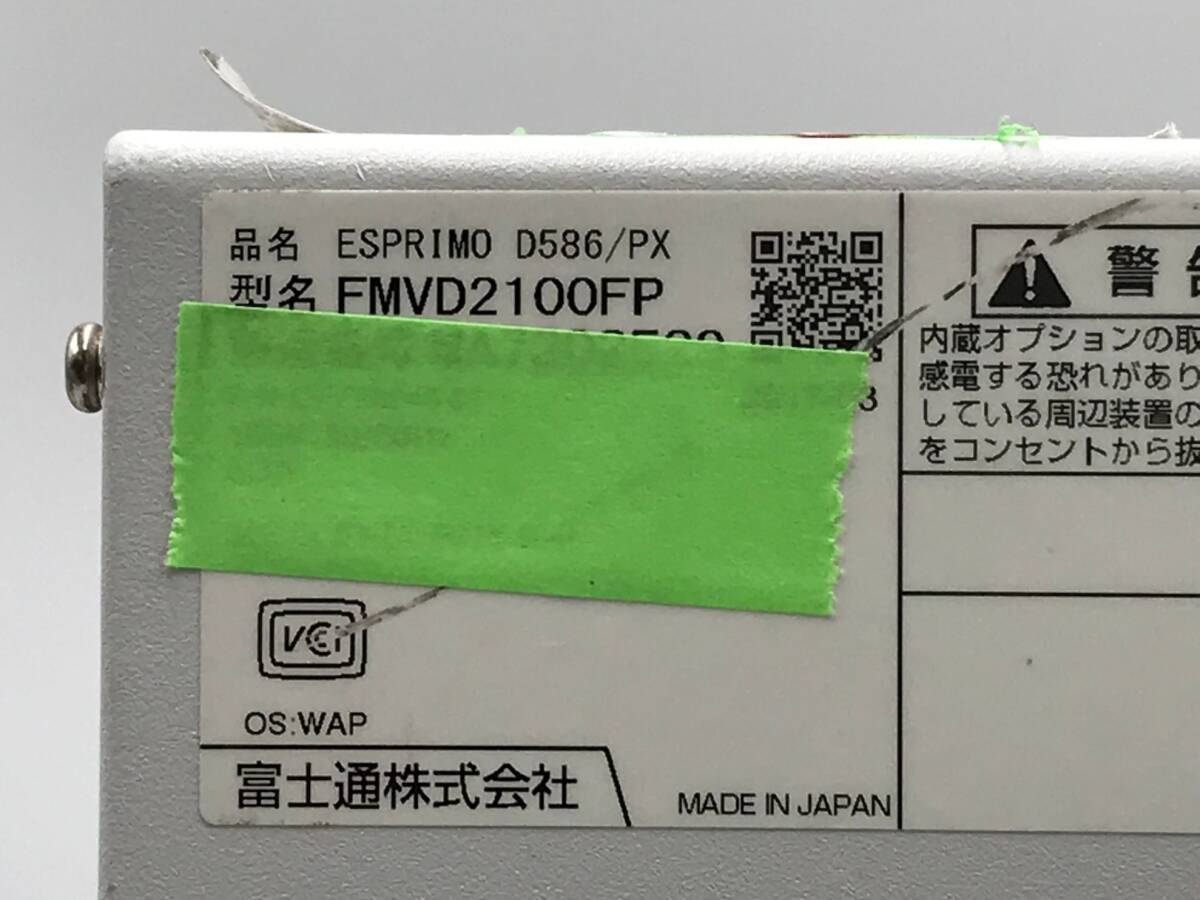 品名 ESPRIMO D586/PX
型名 FMVD2100FP
VCI
OS:WAP
富士通株式会社
MADE IN JAPAN
警告
内蔵オプションの取
感電する恐れがあり
している周辺装置の
をコンセントから抜